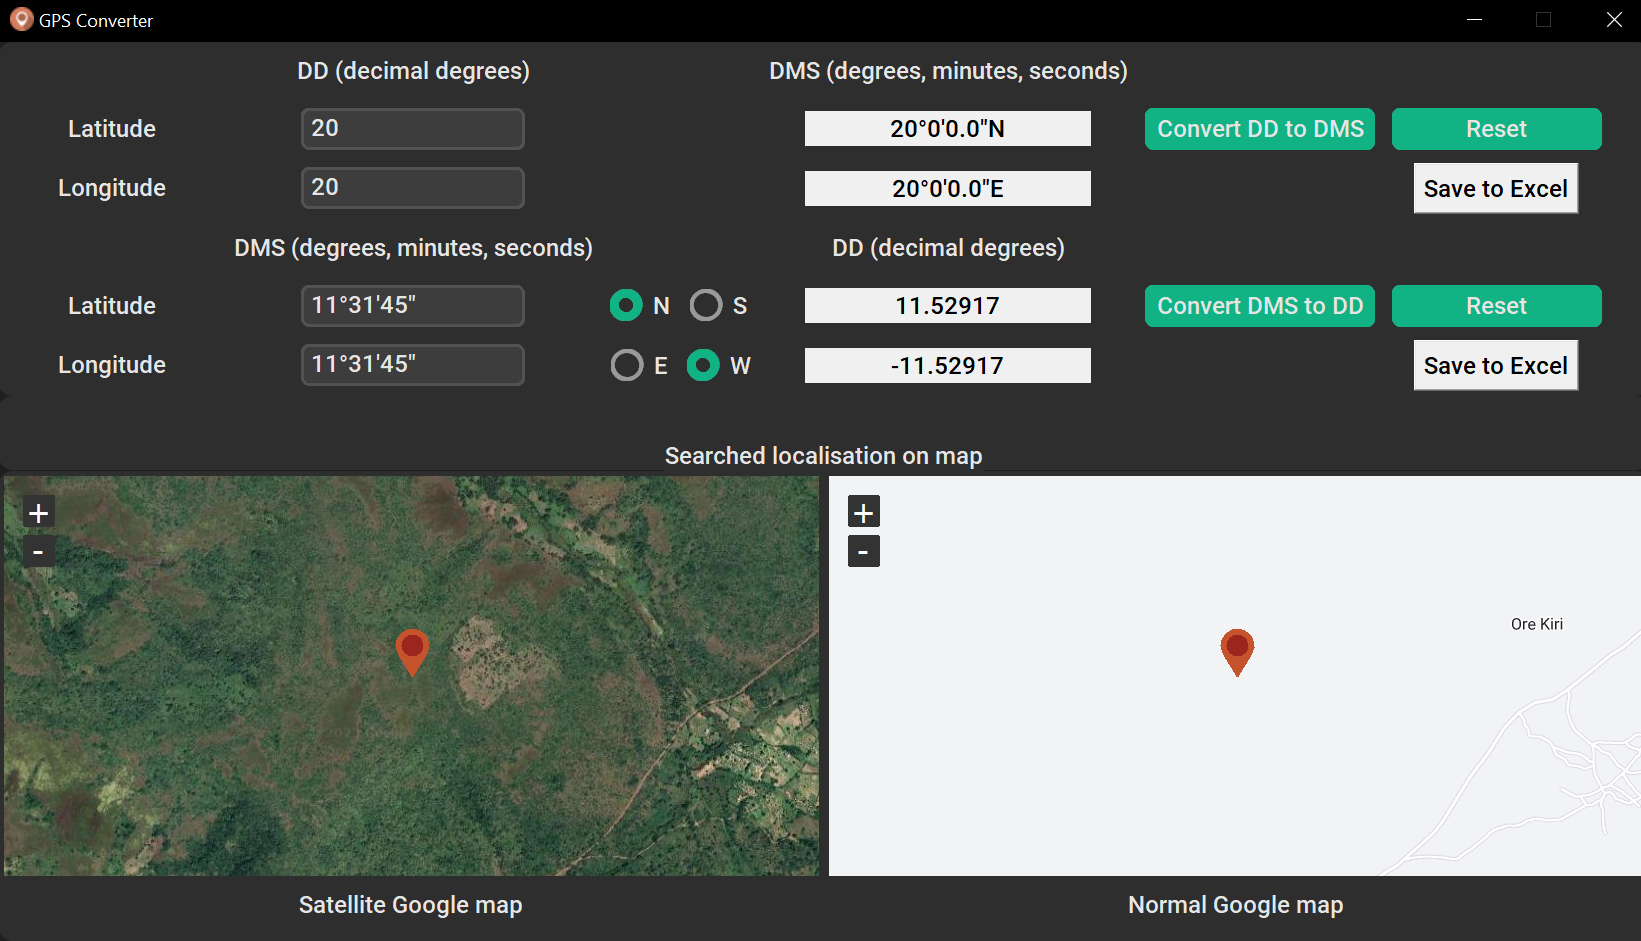 GPS Converter
DD (decimal degrees)
DMS (degrees, minutes, seconds)
Latitude
20
20°0'0.0"N
Convert DD to DMS
Reset
Longitude
20
20°0'0.0"E
Save to Excel
DMS (degrees, minutes, seconds)
DD (decimal degrees)
Latitude
11°31'45"
N
S
11.52917
Convert DMS to DD
Reset
Longitude
11°31'45"
E
W
-11.52917
Save to Excel
Searched localisation on map
+
-
+
-
Ore Kiri
Satellite Google map
Normal Google map